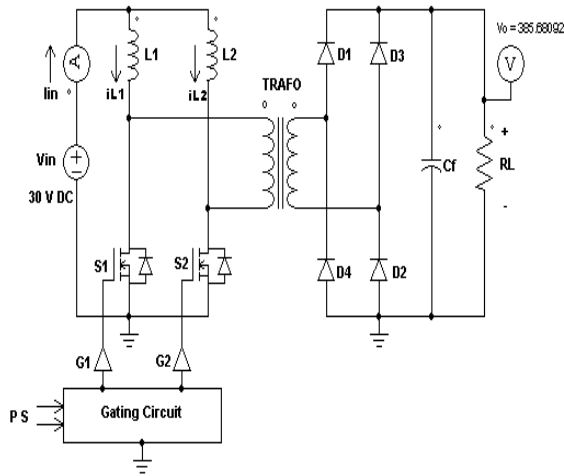 Vo = 385.68092
L1
L2
A
V
D1
D3
TRAFO
Iin
iL1
iL2
+
RL
-
Cf
Vin
30 V DC
S1
S2
D4
D2
G1
G2
P S
Gating Circuit